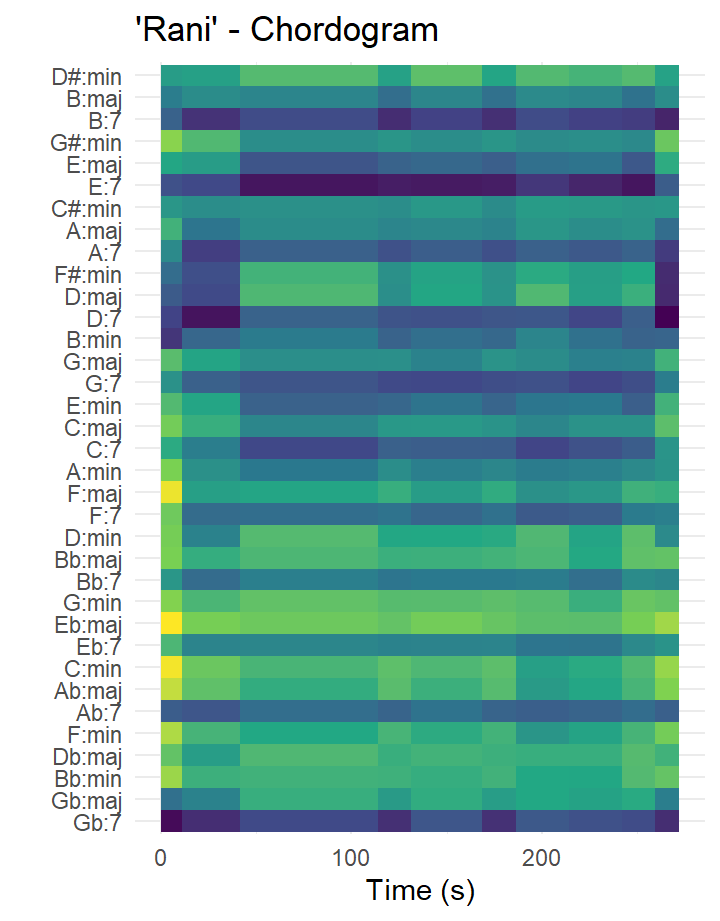 'Rani' - Chordogram
D#:min
B:maj
B:7
G#:min
E:maj
E:7
C#:min
A:maj
A:7
F#:min
D:maj
D:7
B:min
G:maj
G:7
E:min
C:maj
C:7
A:min
F:maj
F:7
D:min
Bb:maj
Bb:7
G:min
Eb:maj
Eb:7
C:min
Ab:maj
Ab:7
F:min
Db:maj
Bb:min
Gb:maj
Gb:7
0 100 200
Time (s)